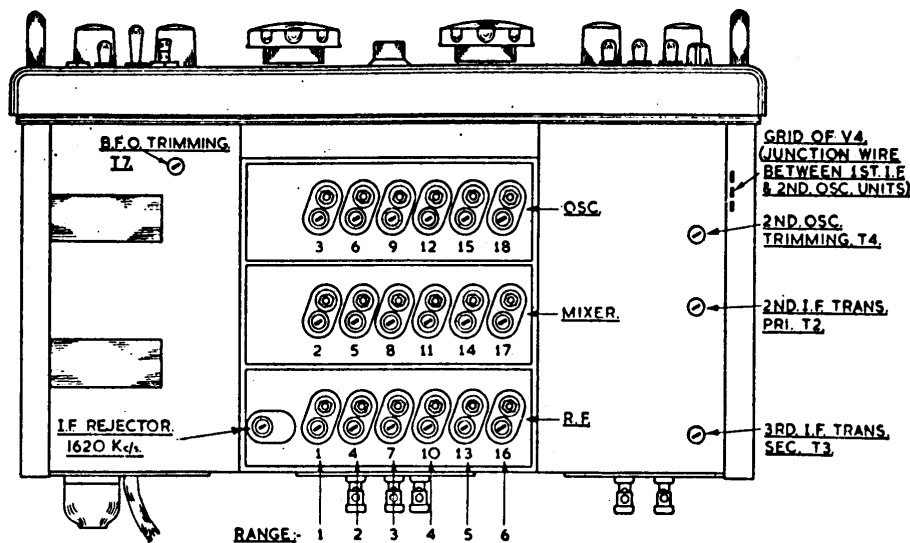 B.F.O. TRIMMING
T7.
GRID OF V4.
(JUNCTION WIRE
BETWEEN 1ST. I.F.
& 2ND. OSC. UNITS)
OSC.
3 6 9 12 15 18
2ND. OSC.
TRIMMING. T4.
MIXER.
2 5 8 11 14 17
2ND. I.F. TRANS.
PRI. T2.
I.F. REJECTOR.
1620 Kc/s.
R.F.
1 4 7 10 13 16
3RD. I.F. TRANS.
SEC. T3.
RANGE:- 1 2 3 4 5 6